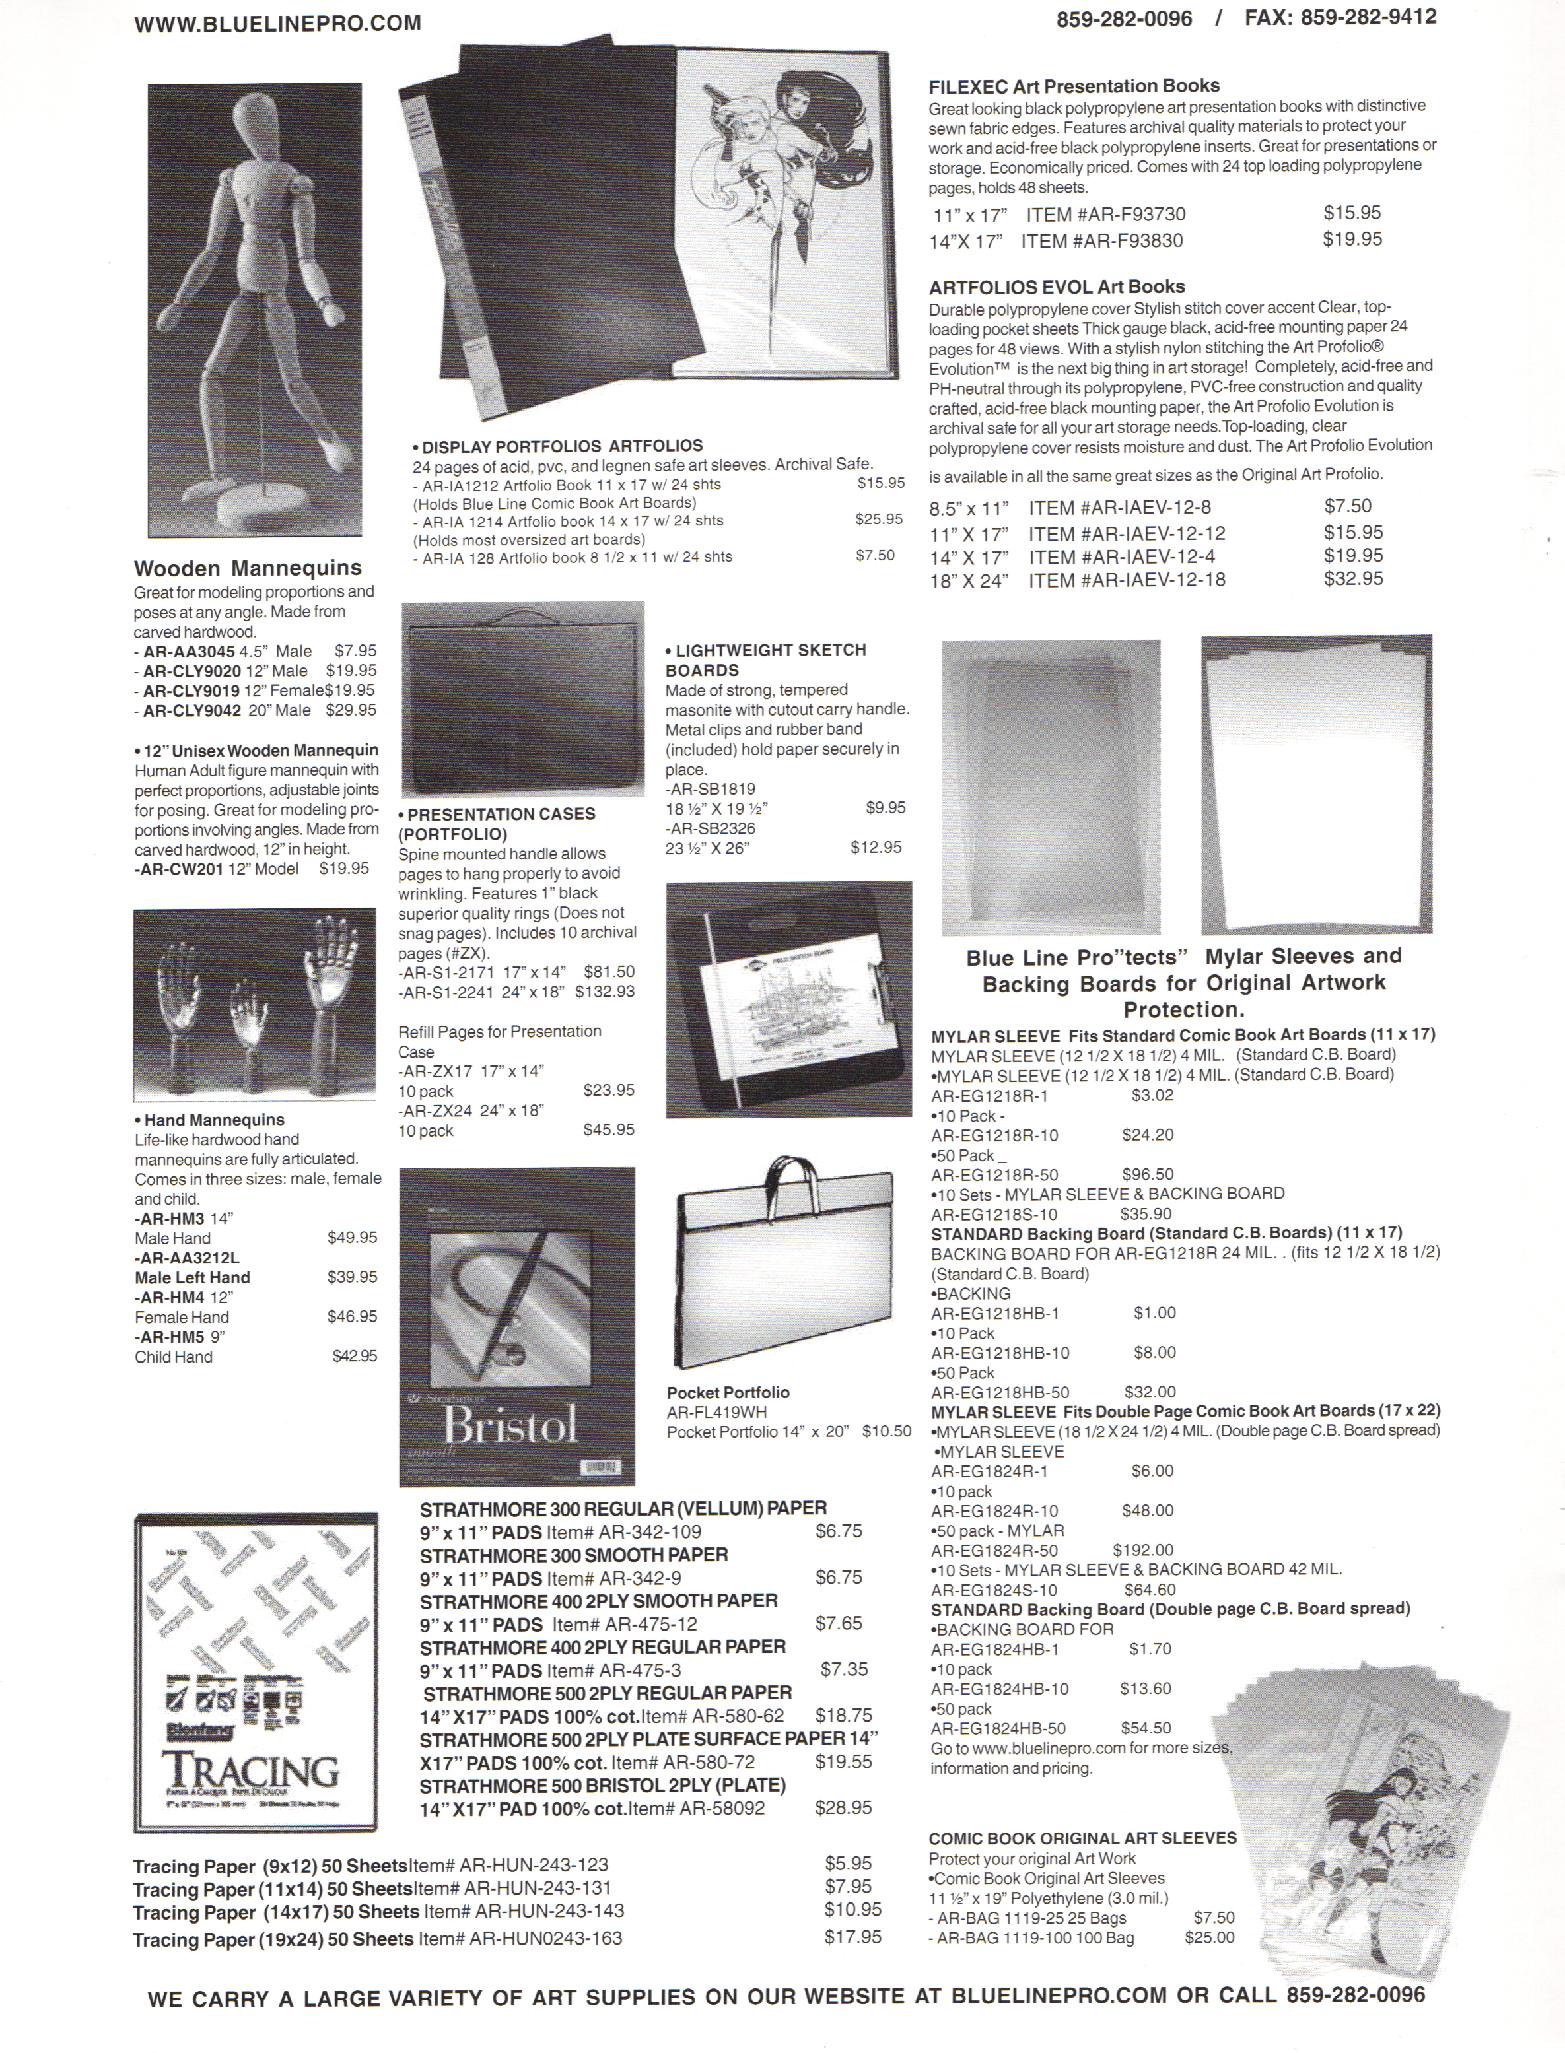 WWW.BLUELINEPRO.COM
859-282-0096 / FAX: 859-282-9412
Wooden Mannequins
Great for modeling proportions and
poses at any angle. Made from
carved hardwood.
- AR-AA3045 4.5" Male $7.95
- AR-CLY9020 12" Male $19.95
- AR-CLY9019 12" Female$19.95
- AR-CLY9042 20" Male $29.95
• 12" Unisex Wooden Mannequin
Human Adult figure mannequin with
perfect proportions, adjustable joints
for posing. Great for modeling pro-
portions involving angles. Made from
carved hardwood, 12" in height.
-AR-CW201 12" Model $19.95
• Hand Mannequins
Life-like hardwood hand
mannequins are fully articulated.
Comes in three sizes: male, female
and child.
-AR-HM3 14"
Male Hand $49.95
-AR-AA3212L
Male Left Hand $39.95
-AR-HM4 12"
Female Hand $46.95
-AR-HM5 9"
Child Hand $42.95
• DISPLAY PORTFOLIOS ARTFOLIOS
24 pages of acid, pvc, and legnen safe art sleeves. Archival Safe.
- AR-IA1212 Artfolio Book 11 x 17 w/ 24 shts $15.95
(Holds Blue Line Comic Book Art Boards)
- AR-IA 1214 Artfolio book 14 x 17 w/ 24 shts $25.95
(Holds most oversized art boards)
- AR-IA 128 Artfolio book 8 1/2 x 11 w/ 24 shts $7.50
• PRESENTATION CASES
(PORTFOLIO)
Spine mounted handle allows
pages to hang properly to avoid
wrinkling. Features 1" black
superior quality rings (Does not
snag pages). Includes 10 archival
pages (#ZX).
-AR-S1-2171 17" x 14" $81.50
-AR-S1-2241 24" x 18" $132.93
Refill Pages for Presentation
Case
-AR-ZX17 17" x 14"
10 pack $23.95
-AR-ZX24 24" x 18"
10 pack $45.95
• LIGHTWEIGHT SKETCH
BOARDS
Made of strong, tempered
masonite with cutout carry handle.
Metal clips and rubber band
(included) hold paper securely in
place.
-AR-SB1819
18 ½" X 19 ½" $9.95
-AR-SB2326
23 ½" X 26" $12.95
FIELD SKETCH BOARD
Bristol
smooth
Pocket Portfolio
AR-FL419WH
Pocket Portfolio 14" x 20" $10.50
Bienfang
TRACING
STRATHMORE 300 REGULAR (VELLUM) PAPER
9" x 11" PADS Item# AR-342-109 $6.75
STRATHMORE 300 SMOOTH PAPER
9" x 11" PADS Item# AR-342-9 $6.75
STRATHMORE 400 2PLY SMOOTH PAPER
9" x 11" PADS Item# AR-475-12 $7.65
STRATHMORE 400 2PLY REGULAR PAPER
9" x 11" PADS Item# AR-475-3 $7.35
STRATHMORE 500 2PLY REGULAR PAPER
14" X17" PADS 100% cot.Item# AR-580-62 $18.75
STRATHMORE 500 2PLY PLATE SURFACE PAPER 14"
X17" PADS 100% cot. Item# AR-580-72 $19.55
STRATHMORE 500 BRISTOL 2PLY (PLATE)
14" X17" PAD 100% cot.Item# AR-58092 $28.95
Tracing Paper (9x12) 50 SheetsItem# AR-HUN-243-123 $5.95
Tracing Paper (11x14) 50 SheetsItem# AR-HUN-243-131 $7.95
Tracing Paper (14x17) 50 Sheets Item# AR-HUN-243-143 $10.95
Tracing Paper (19x24) 50 Sheets Item# AR-HUN0243-163 $17.95
FILEXEC Art Presentation Books
Great looking black polypropylene art presentation books with distinctive
sewn fabric edges. Features archival quality materials to protect your
work and acid-free black polypropylene inserts. Great for presentations or
storage. Economically priced. Comes with 24 top loading polypropylene
pages, holds 48 sheets.
11" x 17" ITEM #AR-F93730 $15.95
14"X 17" ITEM #AR-F93830 $19.95
ARTFOLIOS EVOL Art Books
Durable polypropylene cover Stylish stitch cover accent Clear, top-
loading pocket sheets Thick gauge black, acid-free mounting paper 24
pages for 48 views. With a stylish nylon stitching the Art Profolio®
Evolution™ is the next big thing in art storage! Completely, acid-free and
PH-neutral through its polypropylene, PVC-free construction and quality
crafted, acid-free black mounting paper, the Art Profolio Evolution is
archival safe for all your art storage needs.Top-loading, clear
polypropylene cover resists moisture and dust. The Art Profolio Evolution
is available in all the same great sizes as the Original Art Profolio.
8.5" x 11" ITEM #AR-IAEV-12-8 $7.50
11" X 17" ITEM #AR-IAEV-12-12 $15.95
14" X 17" ITEM #AR-IAEV-12-4 $19.95
18" X 24" ITEM #AR-IAEV-12-18 $32.95
Blue Line Pro"tects" Mylar Sleeves and
Backing Boards for Original Artwork
Protection.
MYLAR SLEEVE Fits Standard Comic Book Art Boards (11 x 17)
MYLAR SLEEVE (12 1/2 X 18 1/2) 4 MIL. (Standard C.B. Board)
•MYLAR SLEEVE (12 1/2 X 18 1/2) 4 MIL. (Standard C.B. Board)
AR-EG1218R-1 $3.02
•10 Pack -
AR-EG1218R-10 $24.20
•50 Pack _
AR-EG1218R-50 $96.50
•10 Sets - MYLAR SLEEVE & BACKING BOARD
AR-EG1218S-10 $35.90
STANDARD Backing Board (Standard C.B. Boards) (11 x 17)
BACKING BOARD FOR AR-EG1218R 24 MIL. . (fits 12 1/2 X 18 1/2)
(Standard C.B. Board)
•BACKING
AR-EG1218HB-1 $1.00
•10 Pack
AR-EG1218HB-10 $8.00
•50 Pack
AR-EG1218HB-50 $32.00
MYLAR SLEEVE Fits Double Page Comic Book Art Boards (17 x 22)
•MYLAR SLEEVE (18 1/2 X 24 1/2) 4 MIL. (Double page C.B. Board spread)
•MYLAR SLEEVE
AR-EG1824R-1 $6.00
•10 pack
AR-EG1824R-10 $48.00
•50 pack - MYLAR
AR-EG1824R-50 $192.00
•10 Sets - MYLAR SLEEVE & BACKING BOARD 42 MIL.
AR-EG1824S-10 $64.60
STANDARD Backing Board (Double page C.B. Board spread)
•BACKING BOARD FOR
AR-EG1824HB-1 $1.70
•10 pack
AR-EG1824HB-10 $13.60
•50 pack
AR-EG1824HB-50 $54.50
Go to www.bluelinepro.com for more sizes,
information and pricing.
COMIC BOOK ORIGINAL ART SLEEVES
Protect your original Art Work
•Comic Book Original Art Sleeves
11 ½" x 19" Polyethylene (3.0 mil.)
- AR-BAG 1119-25 25 Bags $7.50
- AR-BAG 1119-100 100 Bag $25.00
WE CARRY A LARGE VARIETY OF ART SUPPLIES ON OUR WEBSITE AT BLUELINEPRO.COM OR CALL 859-282-0096